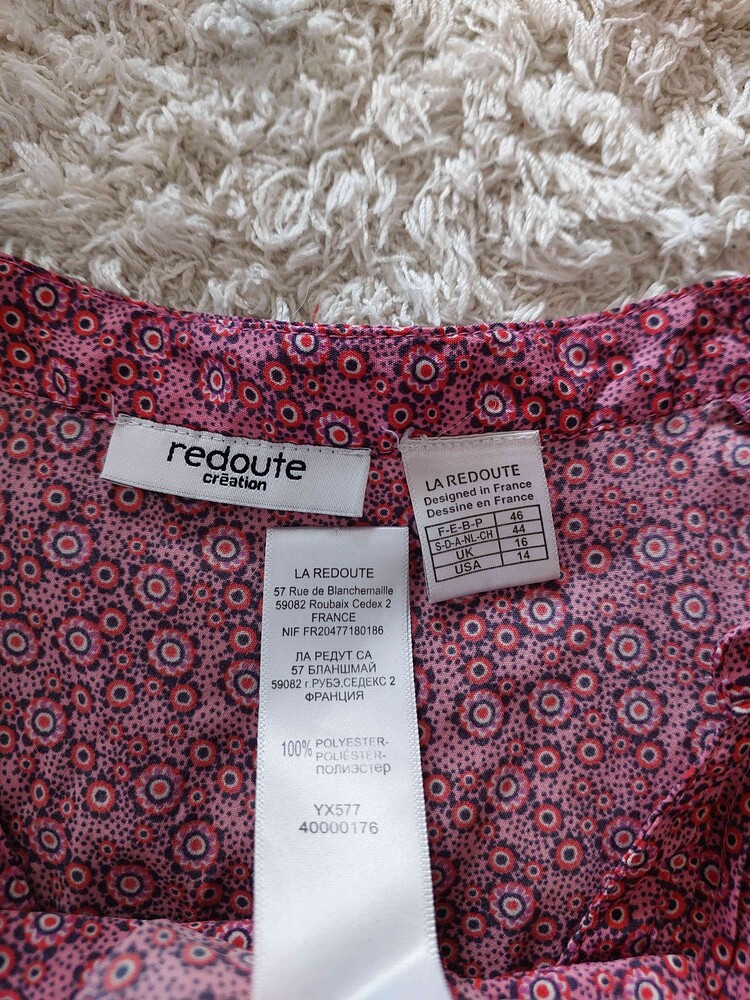 redoute
crēation
LA REDOUTE
Designed in France
Dessine en France
F-E-B-P 46
S-D-A-NL-CH 44
UK 16
USA 14
LA REDOUTE
57 Rue de Blanchemaille
59082 Roubaix Cedex 2
FRANCE
NIF FR20477180186
ЛА РЕДУТ СА
57 БЛАНШМАЙ
59082 г.РУБЭ,СЕДЕКС 2
ФРАНЦИЯ
100% POLYESTER-
POLIÉSTER-
ПОЛИЭСТЕР
YX577
40000176